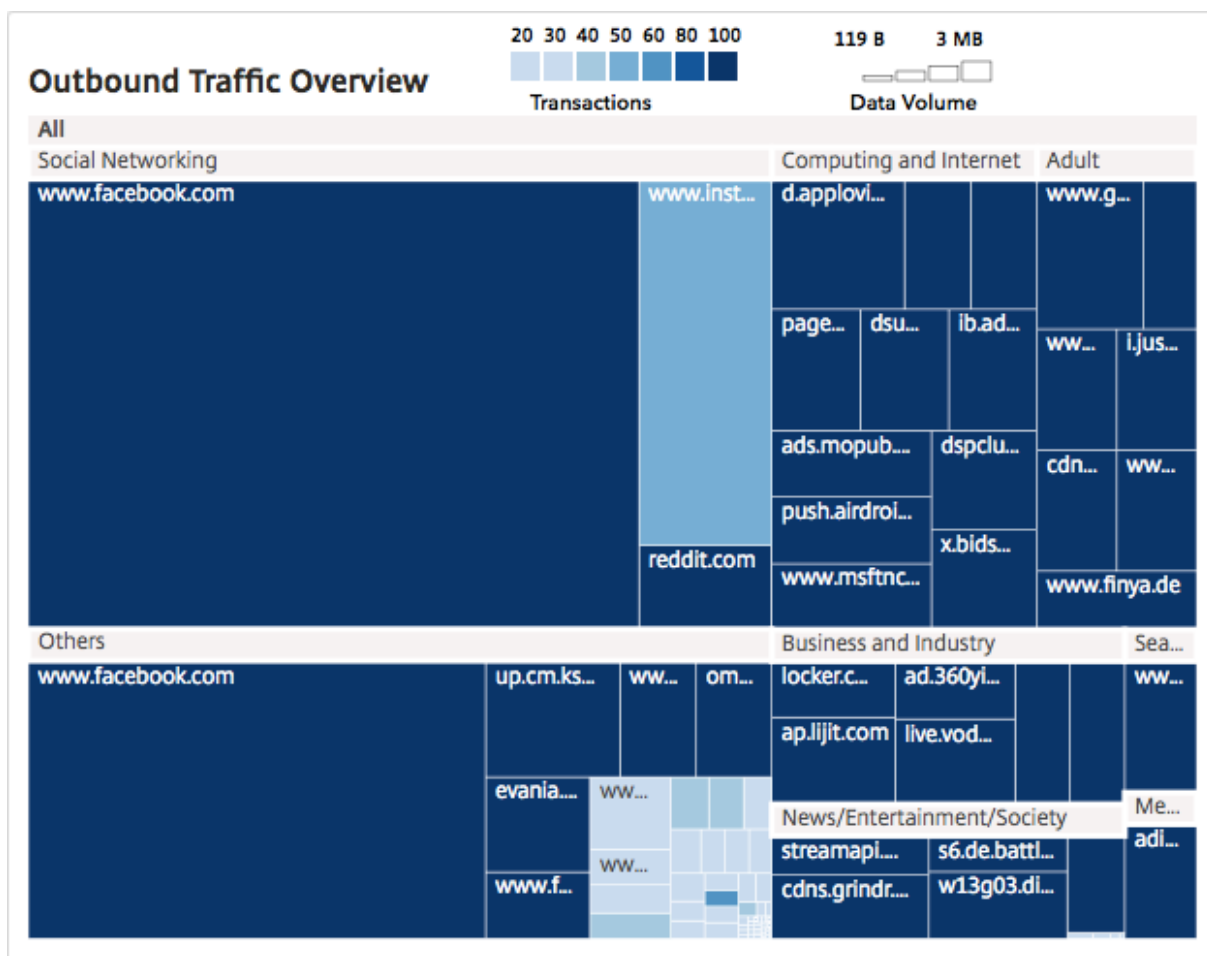 20 30 40 50 60 80 100
119 B 3 MB
Outbound Traffic Overview
Transactions
Data Volume
All
Social Networking
Computing and Internet
Adult
www.facebook.com
www.inst...
d.applovi...
www.g...
page...
dsu...
ib.ad...
ww...
i.jus...
ads.mopub....
dspclu...
cdn...
ww...
push.airdroi...
x.bids...
reddit.com
www.msftnc...
www.finya.de
Others
Business and Industry
Sea...
www.facebook.com
up.cm.ks...
ww...
om...
locker.c...
ad.360yi...
ww...
ap.lijit.com
live.vod...
evania....
ww...
News/Entertainment/Society
Me...
streamapi....
s6.de.battl...
adi...
ww...
www.f...
cdns.grindr....
w13g03.di...